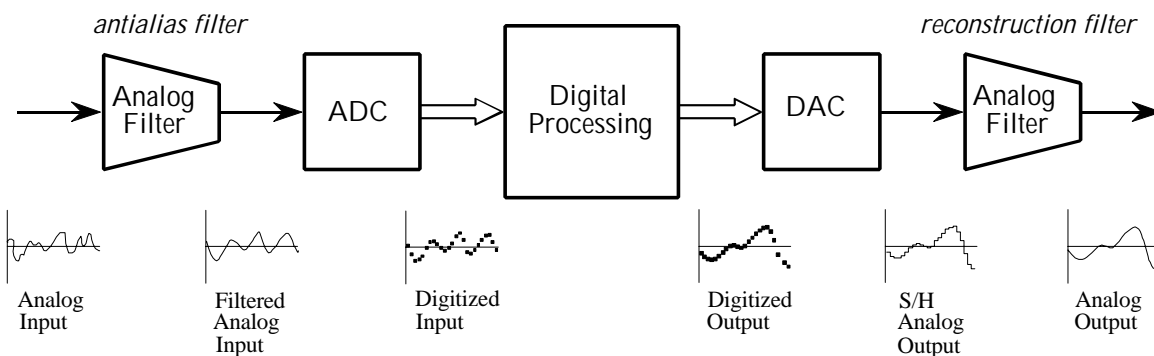 antialias filter
reconstruction filter
Analog
Filter
ADC
Digital
Processing
DAC
Analog
Filter
Analog
Input
Filtered
Analog
Input
Digitized
Input
Digitized
Output
S/H
Analog
Output
Analog
Output